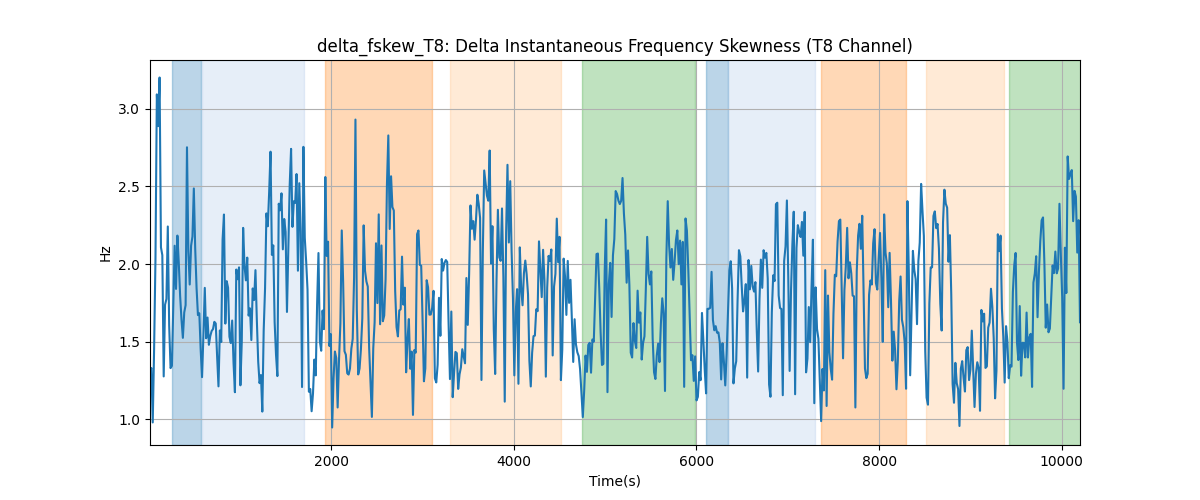 delta_fskew_T8: Delta Instantaneous Frequency Skewness (T8 Channel)
3.0
2.5
2.0
1.5
1.0
Hz
2000 4000 6000 8000 10000
Time(s)